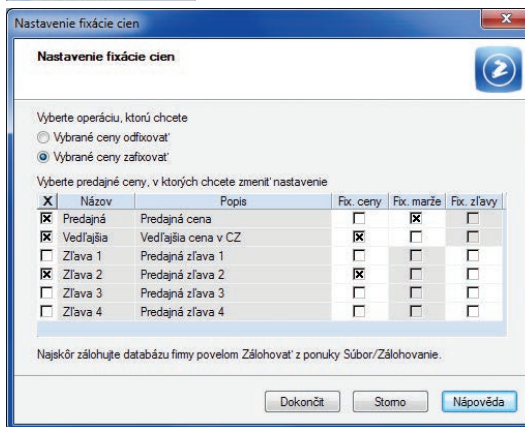 Nastavenie fixácie cien
Nastavenie fixácie cien
Vyberte operáciu, ktorú chcete
Vybrané ceny odfixovať
Vybrané ceny zafixovať
Vyberte predajné ceny, v ktorých chcete zmeniť nastavenie
X Názov Popis Fix. ceny Fix. marže Fix. zľavy
Predajná Predajná cena
Vedľajšia Vedľajšia cena v CZ
Zľava 1 Predajná zľava 1
Zľava 2 Predajná zľava 2
Zľava 3 Predajná zľava 3
Zľava 4 Predajná zľava 4
Najskôr zálohujte databázu firmy povelom Zálohovať z ponuky Súbor/Zálohovanie.
Dokončit Storno Nápověda